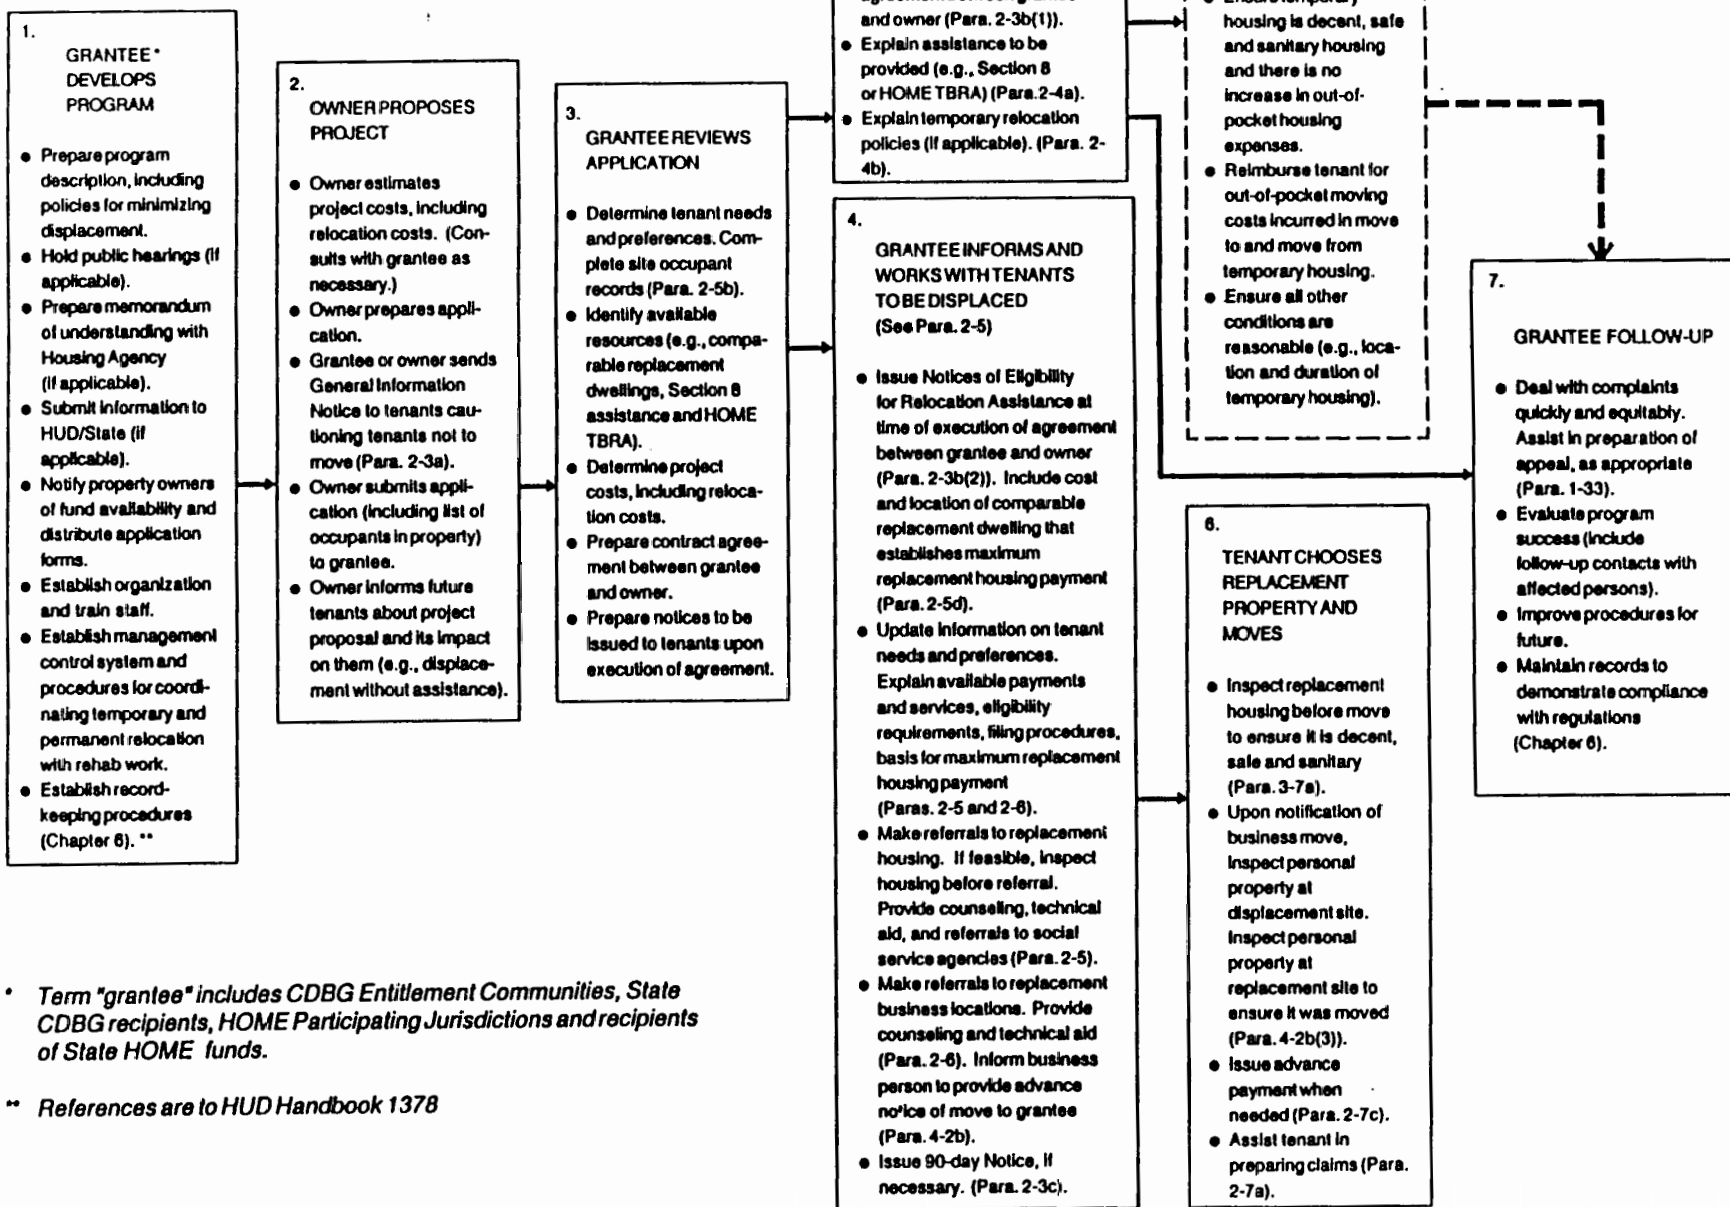 1.
GRANTEE*
DEVELOPS
PROGRAM
● Prepare program
description, including
policies for minimizing
displacement.
● Hold public hearings (if
applicable).
● Prepare memorandum
of understanding with
Housing Agency
(if applicable).
● Submit information to
HUD/State (if
applicable).
● Notify property owners
of fund availability and
distribute application
forms.
● Establish organization
and train staff.
● Establish management
control system and
procedures for coordi-
nating temporary and
permanent relocation
with rehab work.
● Establish record-
keeping procedures
(Chapter 6). **
2.
OWNER PROPOSES
PROJECT
● Owner estimates
project costs, including
relocation costs. (Con-
sults with grantee as
necessary.)
● Owner prepares appli-
cation.
● Grantee or owner sends
General Information
Notice to tenants cau-
tioning tenants not to
move (Para. 2-3a).
● Owner submits appli-
cation (including list of
occupants in property)
to grantee.
● Owner informs future
tenants about project
proposal and its impact
on them (e.g., displace-
ment without assistance).
3.
GRANTEE REVIEWS
APPLICATION
● Determine tenant needs
and preferences. Com-
plete site occupant
records (Para. 2-5b).
● Identify available
resources (e.g., compa-
rable replacement
dwellings, Section 8
assistance and HOME
TBRA).
● Determine project
costs, including reloca-
tion costs.
● Prepare contract agree-
ment between grantee
and owner.
● Prepare notices to be
issued to tenants upon
execution of agreement.
and owner (Para. 2-3b(1)).
● Explain assistance to be
provided (e.g., Section 8
or HOME TBRA) (Para. 2-4a).
● Explain temporary relocation
policies (if applicable). (Para. 2-
4b).
4.
GRANTEE INFORMS AND
WORKS WITH TENANTS
TO BE DISPLACED
(See Para. 2-5)
● Issue Notices of Eligibility
for Relocation Assistance at
time of execution of agreement
between grantee and owner
(Para. 2-3b(2)). Include cost
and location of comparable
replacement dwelling that
establishes maximum
replacement housing payment
(Para. 2-5d).
● Update information on tenant
needs and preferences.
Explain available payments
and services, eligibility
requirements, filing procedures,
basis for maximum replacement
housing payment
(Paras. 2-5 and 2-6).
● Make referrals to replacement
housing. If feasible, inspect
housing before referral.
Provide counseling, technical
aid, and referrals to social
service agencies (Para. 2-5).
● Make referrals to replacement
business locations. Provide
counseling and technical aid
(Para. 2-6). Inform business
person to provide advance
notice of move to grantee
(Para. 4-2b).
● Issue 90-day Notice, if
necessary. (Para. 2-3c).
● Ensure temporary
housing is decent, safe
and sanitary housing
and there is no
increase in out-of-
pocket housing
expenses.
● Reimburse tenant for
out-of-pocket moving
costs incurred in move
to and move from
temporary housing.
● Ensure all other
conditions are
reasonable (e.g., loca-
tion and duration of
temporary housing).
6.
TENANT CHOOSES
REPLACEMENT
PROPERTY AND
MOVES
● Inspect replacement
housing before move
to ensure it is decent,
safe and sanitary
(Para. 3-7a).
● Upon notification of
business move,
inspect personal
property at
displacement site.
Inspect personal
property at
replacement site to
ensure it was moved
(Para. 4-2b(3)).
● Issue advance
payment when
needed (Para. 2-7c).
● Assist tenant in
preparing claims (Para.
2-7a).
7.
GRANTEE FOLLOW-UP
● Deal with complaints
quickly and equitably.
Assist in preparation of
appeal, as appropriate
(Para. 1-33).
● Evaluate program
success (include
follow-up contacts with
affected persons).
● Improve procedures for
future.
● Maintain records to
demonstrate compliance
with regulations
(Chapter 6).
* Term "grantee" includes CDBG Entitlement Communities, State
CDBG recipients, HOME Participating Jurisdictions and recipients
of State HOME funds.
** References are to HUD Handbook 1378